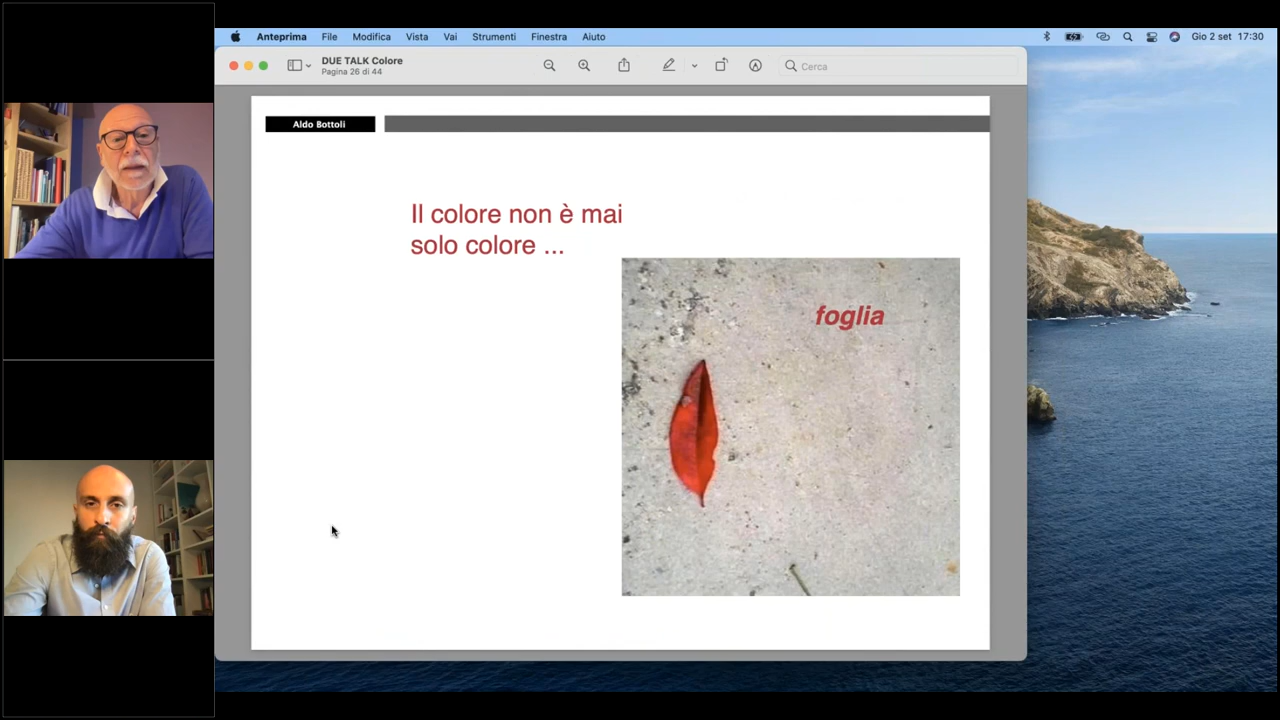 Anteprima File Modifica Vista Vai Strumenti Finestra Aiuto Gio 2 set 17:30
DUE TALK Colore
Pagina 26 di 44
Cerca
Aldo Bottoli
Il colore non è mai
solo colore ...
foglia